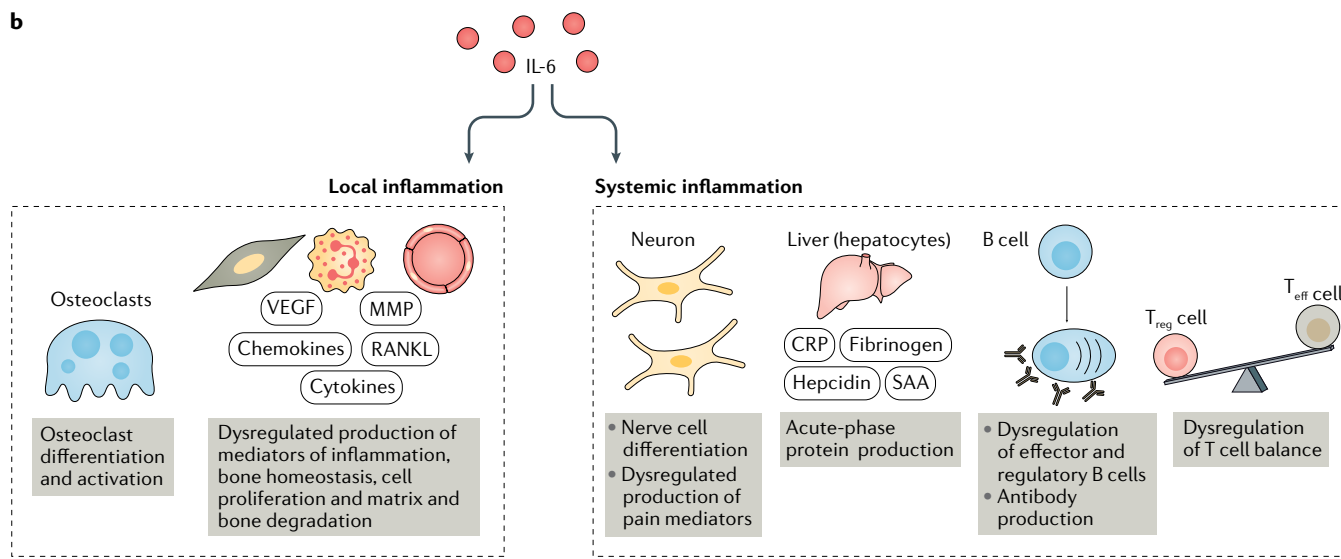 b
IL-6
Local inflammation
Osteoclasts
VEGF
MMP
Chemokines
RANKL
Cytokines
Osteoclast
differentiation
and activation
Dysregulated production of
mediators of inflammation,
bone homeostasis, cell
proliferation and matrix and
bone degradation
Systemic inflammation
Neuron
• Nerve cell
differentiation
• Dysregulated
production of
pain mediators
Liver (hepatocytes)
CRP
Fibrinogen
Hepcidin
SAA
Acute-phase
protein production
B cell
• Dysregulation
of effector and
regulatory B cells
• Antibody
production
Treg cell
Teff cell
Dysregulation
of T cell balance